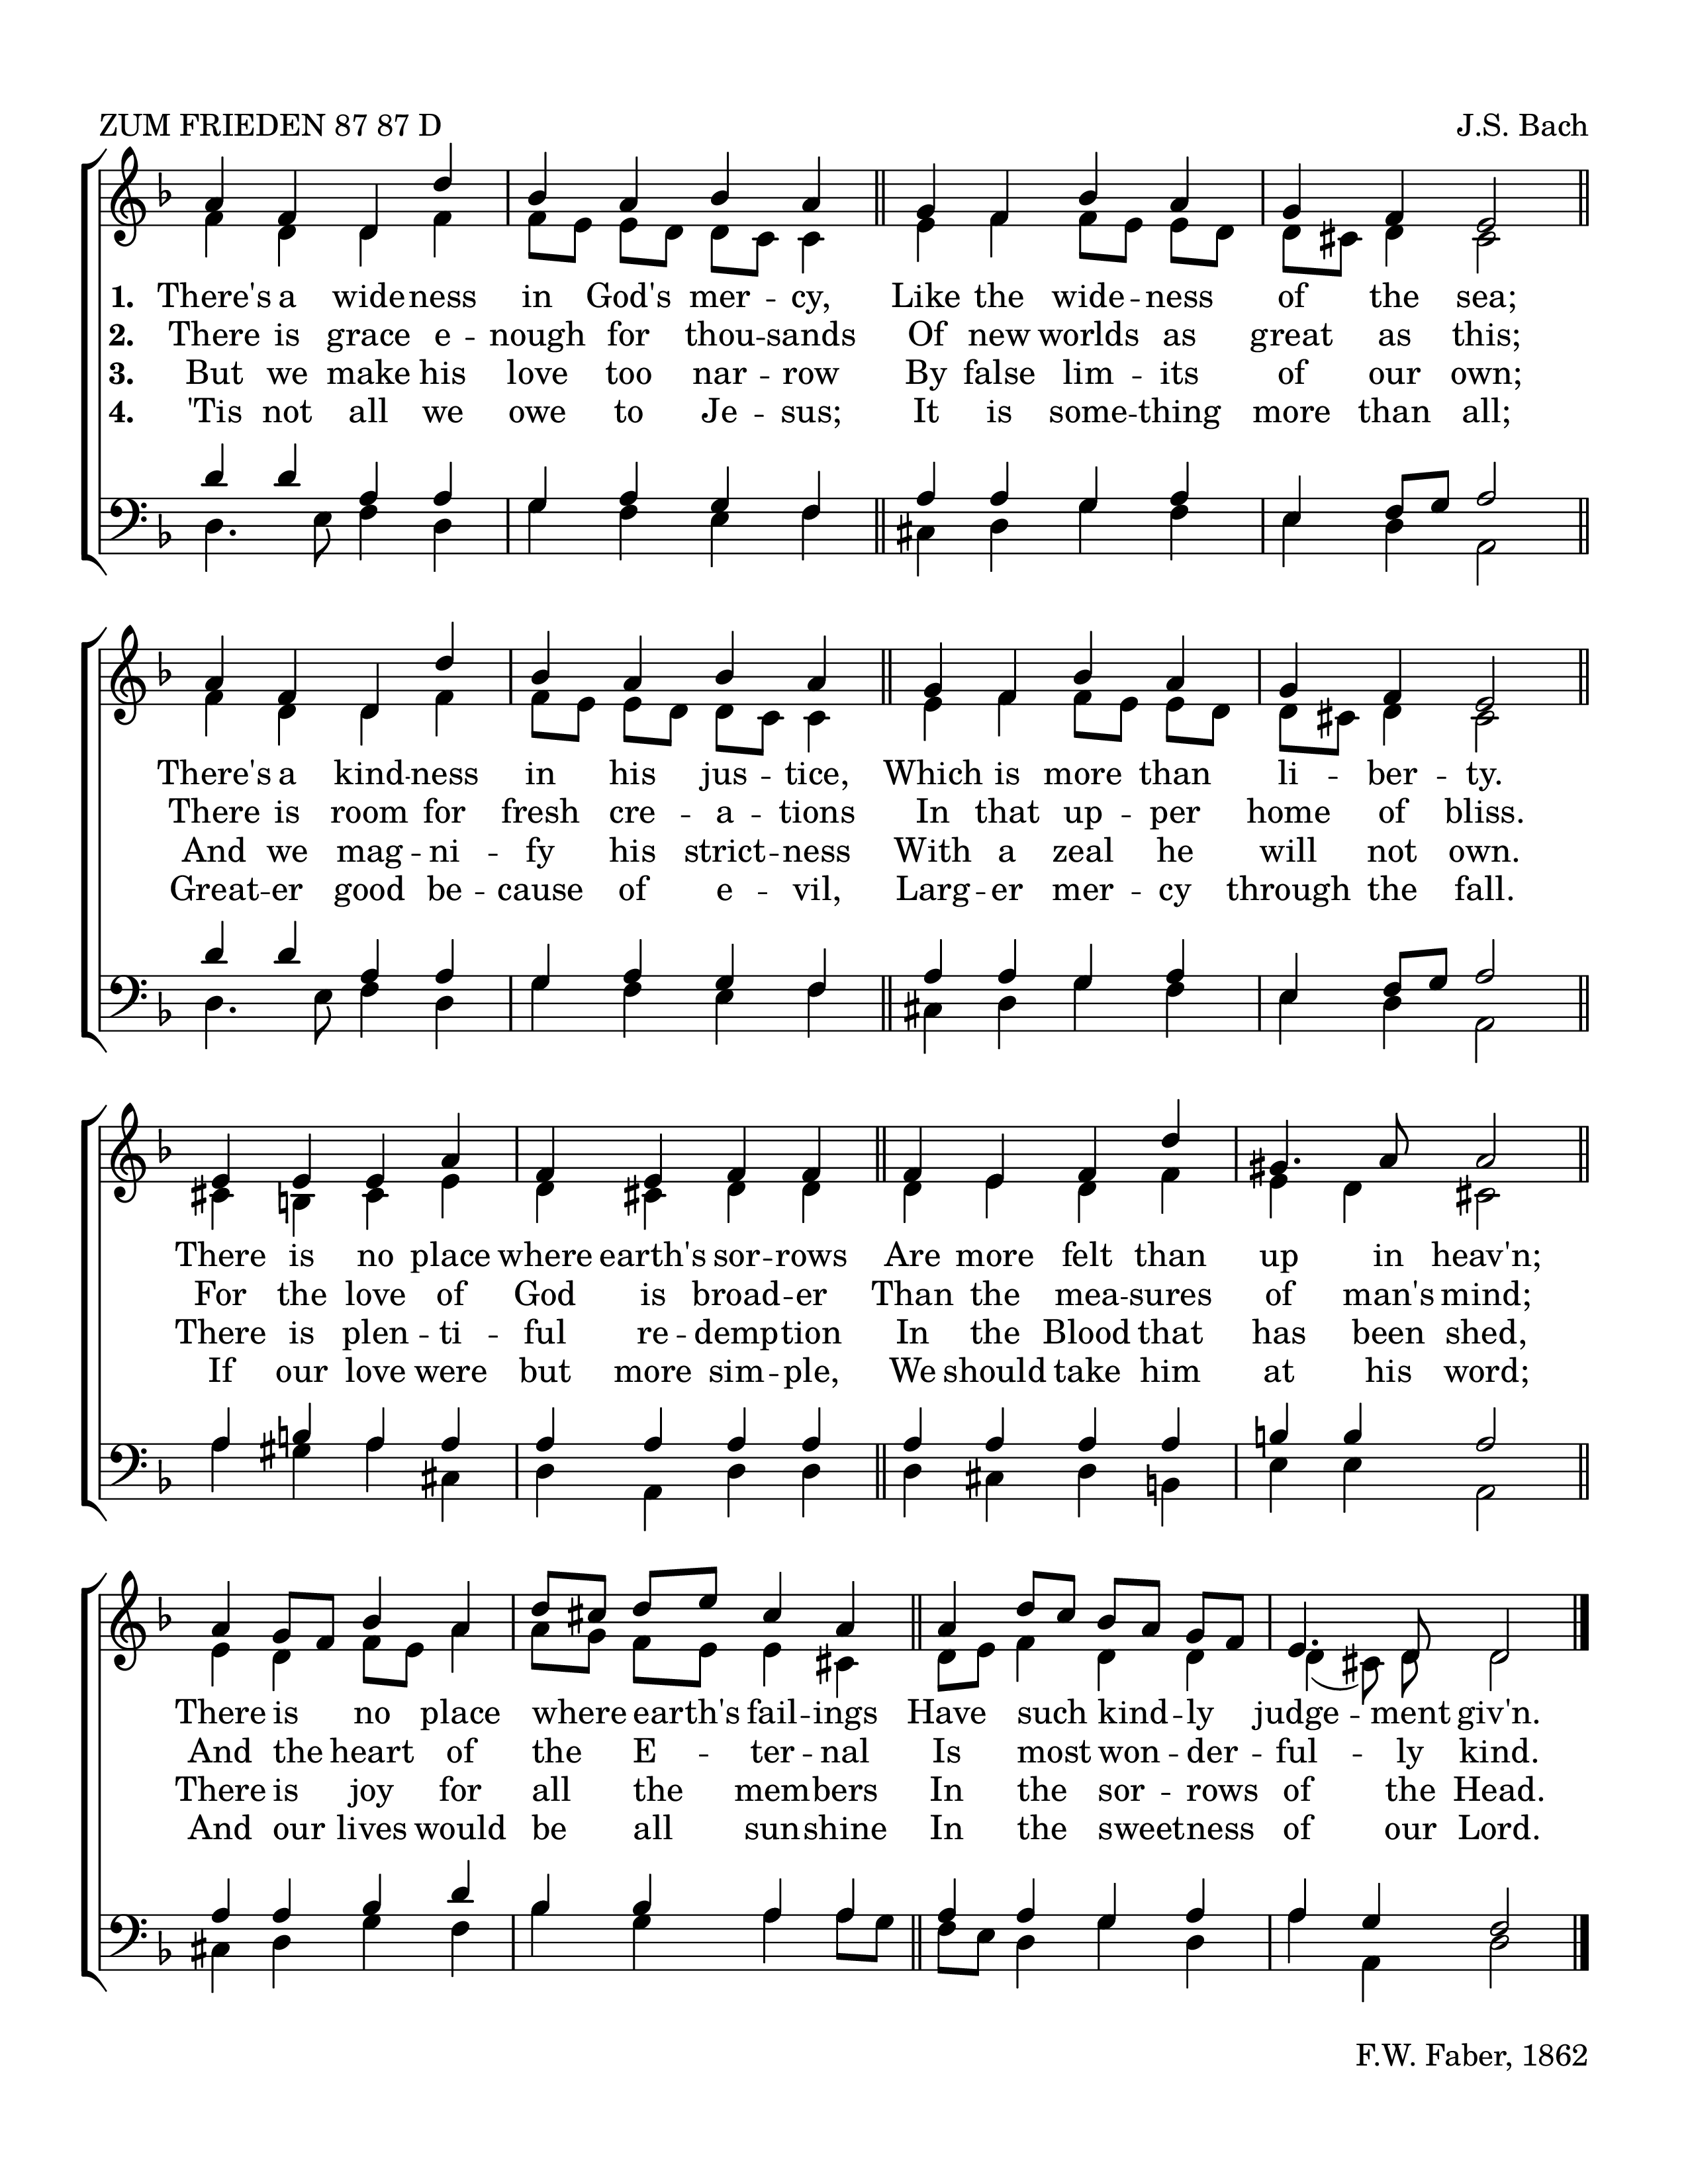 ZUM FRIEDEN 87 87 D
J.S. Bach
1. There's a wide -- ness in God's mer -- cy, Like the wide -- ness of the sea;
2. There is grace e -- nough for thou -- sands Of new worlds as great as this;
3. But we make his love too nar -- row By false lim -- its of our own;
4. 'Tis not all we owe to Je -- sus; It is some -- thing more than all;
There's a kind -- ness in his jus -- tice, Which is more than li -- ber -- ty.
There is room for fresh cre -- a -- tions In that up -- per home of bliss.
And we mag -- ni -- fy his strict -- ness With a zeal he will not own.
Great -- er good be -- cause of e -- vil, Larg -- er mer -- cy through the fall.
There is no place where earth's sor -- rows Are more felt than up in heav'n;
For the love of God is broad -- er Than the mea -- sures of man's mind;
There is plen -- ti -- ful re -- demp -- tion In the Blood that has been shed,
If our love were but more sim -- ple, We should take him at his word;
There is no place where earth's fail -- ings Have such kind -- ly judge -- ment giv'n.
And the heart of the E -- ter -- nal Is most won -- der -- ful -- ly kind.
There is joy for all the mem -- bers In the sor -- rows of the Head.
And our lives would be all sun -- shine In the sweet -- ness of our Lord.
F.W. Faber, 1862